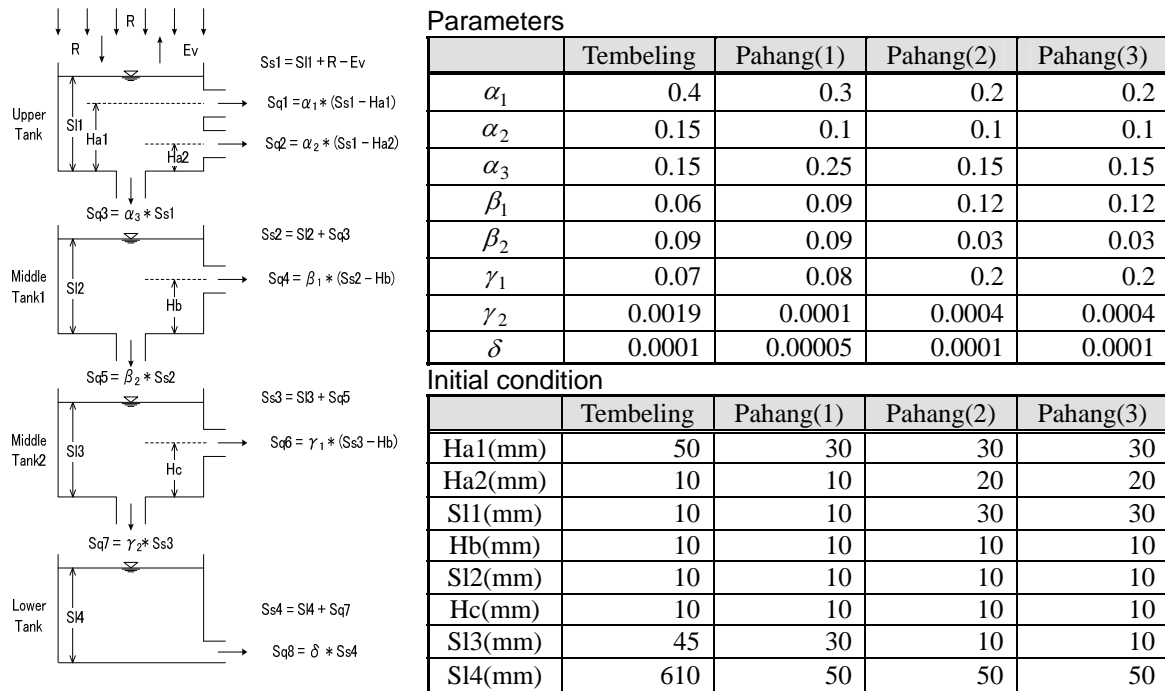 R
R
Ev
Ss1 = Sl1 + R − Ev
Upper
Tank
Sl1
Ha1
Sq1 = α₁* (Ss1 − Ha1)
Sq2 = α₂* (Ss1 − Ha2)
Ha2
Sq3 = α₃* Ss1
Ss2 = Sl2 + Sq3
Middle
Tank1
Sl2
Hb
Sq4 = β₁* (Ss2 − Hb)
Sq5 = β₂* Ss2
Ss3 = Sl3 + Sq5
Middle
Tank2
Sl3
Hc
Sq6 = γ₁* (Ss3 − Hb)
Sq7 = γ₂* Ss3
Lower
Tank
Sl4
Ss4 = Sl4 + Sq7
Sq8 = δ * Ss4
Parameters
Tembeling Pahang(1) Pahang(2) Pahang(3)
α₁ 0.4 0.3 0.2 0.2
α₂ 0.15 0.1 0.1 0.1
α₃ 0.15 0.25 0.15 0.15
β₁ 0.06 0.09 0.12 0.12
β₂ 0.09 0.09 0.03 0.03
γ₁ 0.07 0.08 0.2 0.2
γ₂ 0.0019 0.0001 0.0004 0.0004
δ 0.0001 0.00005 0.0001 0.0001
Initial condition
Tembeling Pahang(1) Pahang(2) Pahang(3)
Ha1(mm) 50 30 30 30
Ha2(mm) 10 10 20 20
Sl1(mm) 10 10 30 30
Hb(mm) 10 10 10 10
Sl2(mm) 10 10 10 10
Hc(mm) 10 10 10 10
Sl3(mm) 45 30 10 10
Sl4(mm) 610 50 50 50